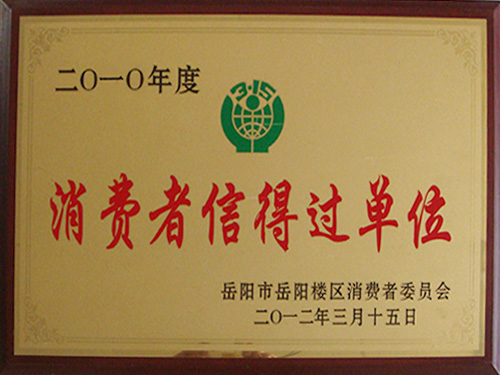 二〇一〇年度
3·15
消费者信得过单位
岳阳市岳阳楼区消费者委员会
二〇一二年三月十五日